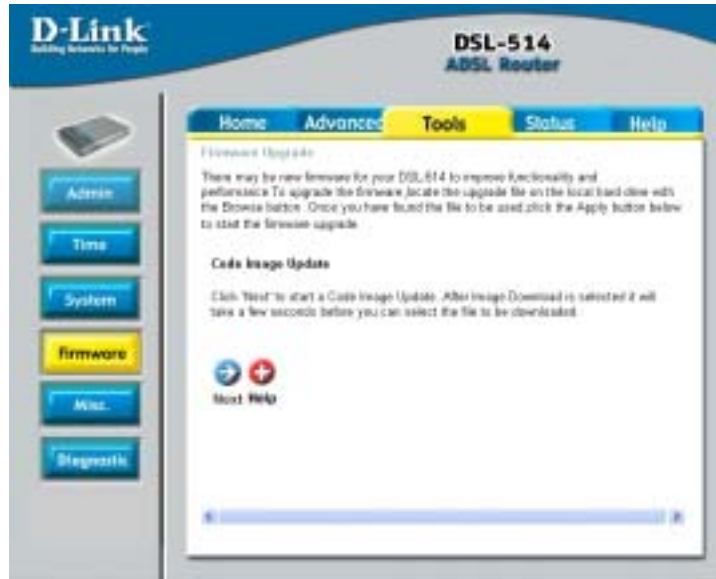 D-Link
Building Networks for People
DSL-514
ADSL Router
Home Advanced Tools Status Help
Firmware Upgrade
There may be new firmware for your DSL-514 to improve functionality and
performance To upgrade the firmware ,locate the upgrade file on the local hard drive with
the Browse button. Once you have found the file to be used,click the Apply button below
to start the firmware upgrade.
Admin
Time
System
Firmware
Misc.
Diagnostic
Code Image Update
Click 'Next' to start a Code Image Update. After Image Download is selected it will
take a few seconds before you can select the file to be downloaded.
Next Help